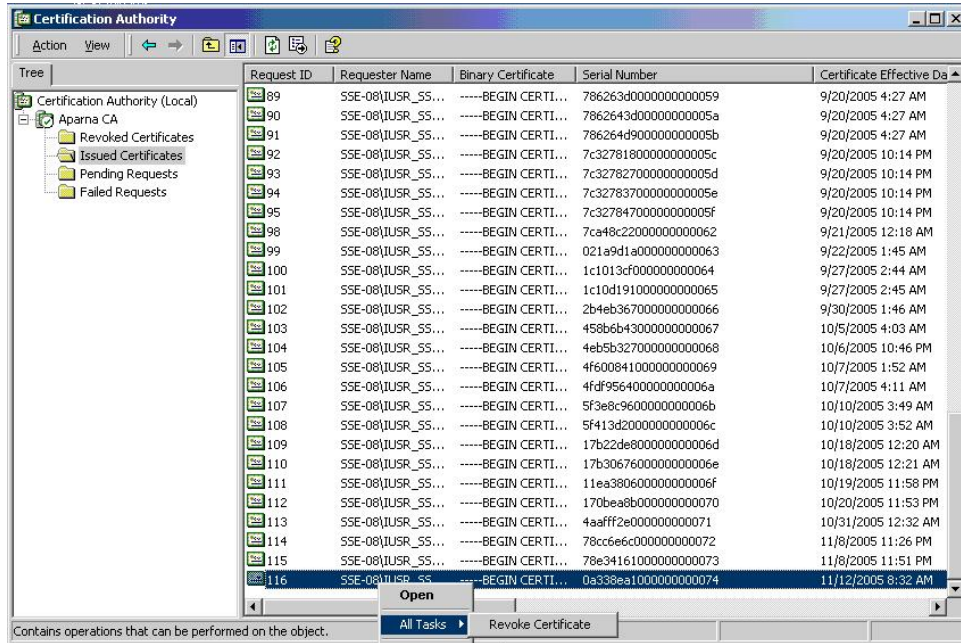 Certification Authority
Action View
Tree
Request ID Requester Name Binary Certificate Serial Number Certificate Effective Da
Certification Authority (Local)
Aparna CA
Revoked Certificates
Issued Certificates
Pending Requests
Failed Requests
89 SSE-08\IUSR_SS... -----BEGIN CERTI... 786263d0000000000059 9/20/2005 4:27 AM
90 SSE-08\IUSR_SS... -----BEGIN CERTI... 7862643d00000000005a 9/20/2005 4:27 AM
91 SSE-08\IUSR_SS... -----BEGIN CERTI... 786264d900000000005b 9/20/2005 4:27 AM
92 SSE-08\IUSR_SS... -----BEGIN CERTI... 7c32781800000000005c 9/20/2005 10:14 PM
93 SSE-08\IUSR_SS... -----BEGIN CERTI... 7c32782700000000005d 9/20/2005 10:14 PM
94 SSE-08\IUSR_SS... -----BEGIN CERTI... 7c32783700000000005e 9/20/2005 10:14 PM
95 SSE-08\IUSR_SS... -----BEGIN CERTI... 7c32784700000000005f 9/20/2005 10:14 PM
98 SSE-08\IUSR_SS... -----BEGIN CERTI... 7ca48c22000000000062 9/21/2005 12:18 AM
99 SSE-08\IUSR_SS... -----BEGIN CERTI... 021a9d1a000000000063 9/22/2005 1:45 AM
100 SSE-08\IUSR_SS... -----BEGIN CERTI... 1c1013cf000000000064 9/27/2005 2:44 AM
101 SSE-08\IUSR_SS... -----BEGIN CERTI... 1c10d191000000000065 9/27/2005 2:45 AM
102 SSE-08\IUSR_SS... -----BEGIN CERTI... 2b4eb367000000000066 9/30/2005 1:46 AM
103 SSE-08\IUSR_SS... -----BEGIN CERTI... 458b6b43000000000067 10/5/2005 4:03 AM
104 SSE-08\IUSR_SS... -----BEGIN CERTI... 4eb5b327000000000068 10/6/2005 10:46 PM
105 SSE-08\IUSR_SS... -----BEGIN CERTI... 4f600841000000000069 10/7/2005 1:52 AM
106 SSE-08\IUSR_SS... -----BEGIN CERTI... 4fdf956400000000006a 10/7/2005 4:11 AM
107 SSE-08\IUSR_SS... -----BEGIN CERTI... 5f3e8c9600000000006b 10/10/2005 3:49 AM
108 SSE-08\IUSR_SS... -----BEGIN CERTI... 5f413d2000000000006c 10/10/2005 3:52 AM
109 SSE-08\IUSR_SS... -----BEGIN CERTI... 17b22de800000000006d 10/18/2005 12:20 AM
110 SSE-08\IUSR_SS... -----BEGIN CERTI... 17b3067600000000006e 10/18/2005 12:21 AM
111 SSE-08\IUSR_SS... -----BEGIN CERTI... 11ea380600000000006f 10/19/2005 11:58 PM
112 SSE-08\IUSR_SS... -----BEGIN CERTI... 170bea8b000000000070 10/20/2005 11:53 PM
113 SSE-08\IUSR_SS... -----BEGIN CERTI... 4aafff2e000000000071 10/31/2005 12:32 AM
114 SSE-08\IUSR_SS... -----BEGIN CERTI... 78cc6e6c000000000072 11/8/2005 11:26 PM
115 SSE-08\IUSR_SS... -----BEGIN CERTI... 78e34161000000000073 11/8/2005 11:51 PM
116 SSE-08\IUSR_SS... -----BEGIN CERTI... 0a338ea1000000000074 11/12/2005 8:32 AM
Open
All Tasks Revoke Certificate
Contains operations that can be performed on the object.